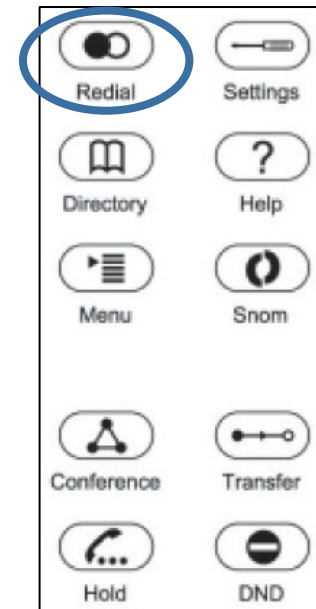 Redial Settings
Directory Help
Menu Snom
Conference Transfer
Hold DND